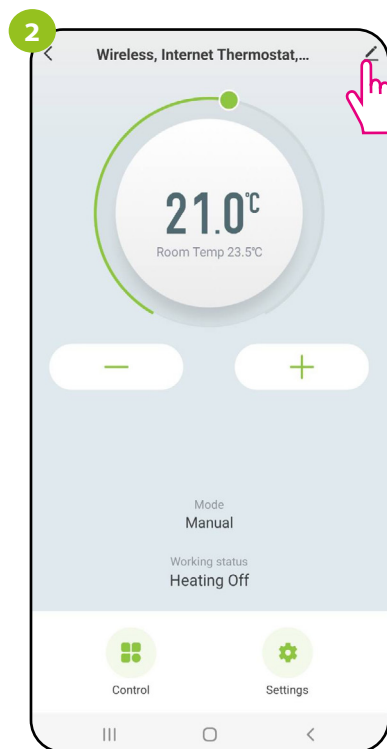 2
Wireless, Internet Thermostat,...
21.0°C
Room Temp 23.5°C
Mode
Manual
Working status
Heating Off
Control
Settings